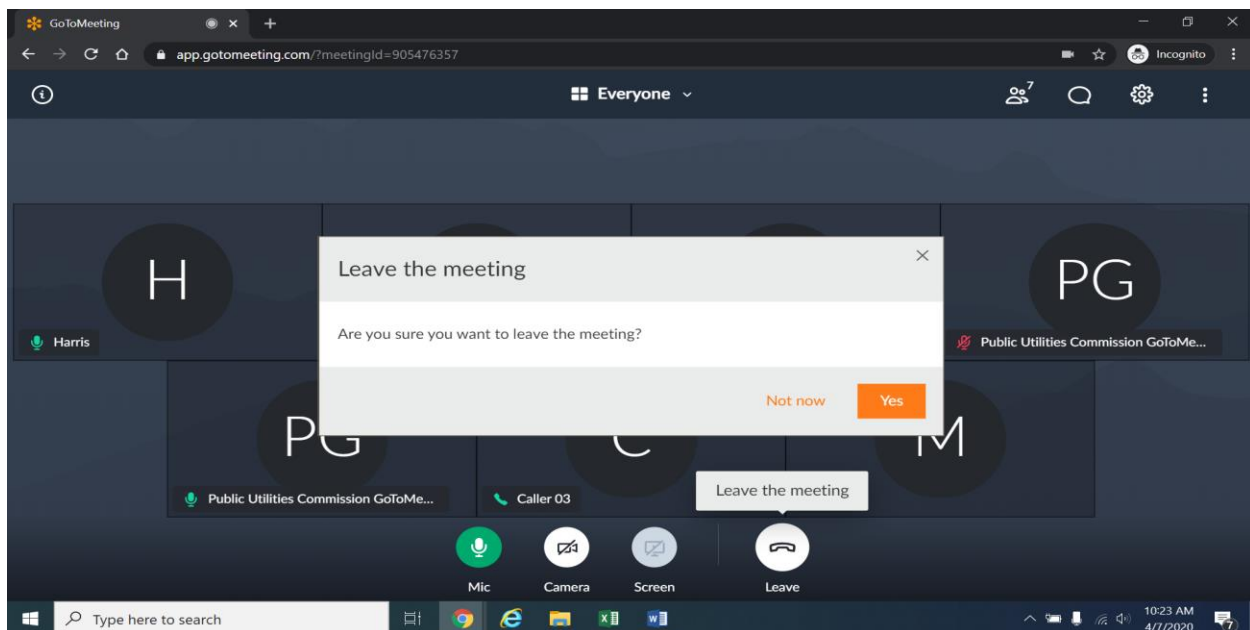 GoToMeeting
app.gotomeeting.com/?meetingId=905476357
Incognito
Everyone
7
H
PG
Leave the meeting
Are you sure you want to leave the meeting?
Harris
Public Utilities Commission GoToMe...
Not now
Yes
PG
C
M
Leave the meeting
Public Utilities Commission GoToMe...
Caller 03
Mic
Camera
Screen
Leave
Type here to search
10:23 AM
4/7/2020
7